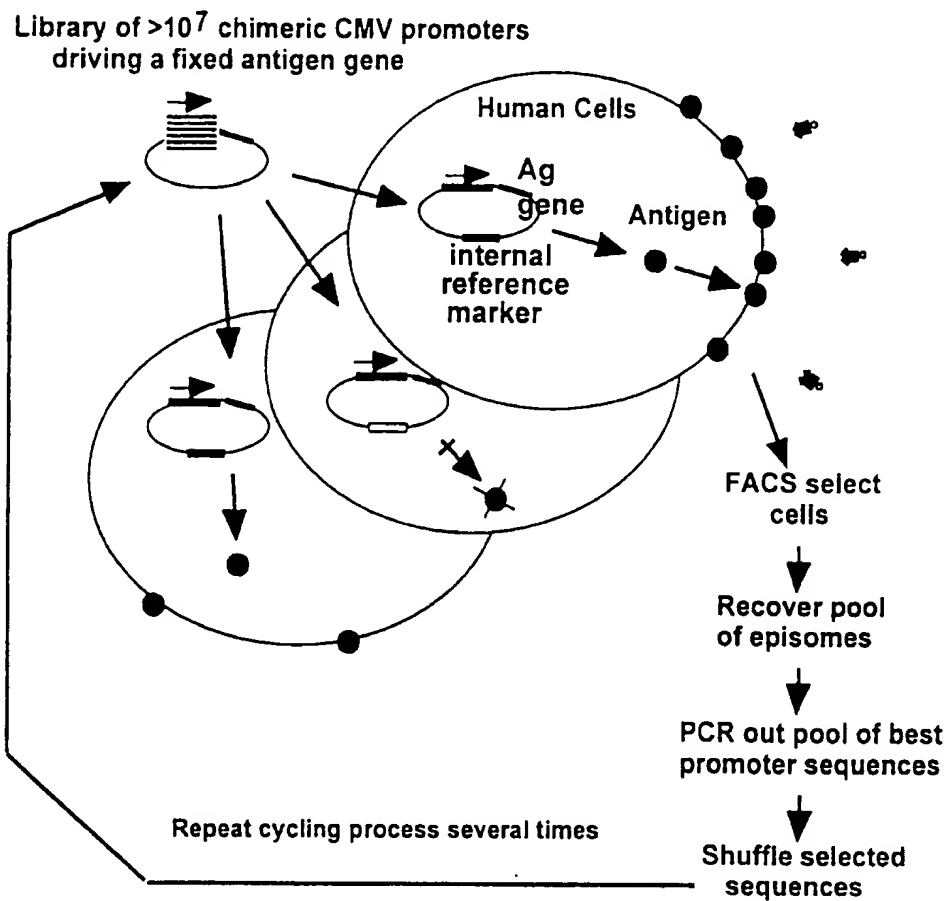 Library of >10⁷ chimeric CMV promoters
driving a fixed antigen gene
Human Cells
Ag
gene
Antigen
internal
reference
marker
FACS select
cells
Recover pool
of episomes
PCR out pool of best
promoter sequences
Repeat cycling process several times
Shuffle selected
sequences